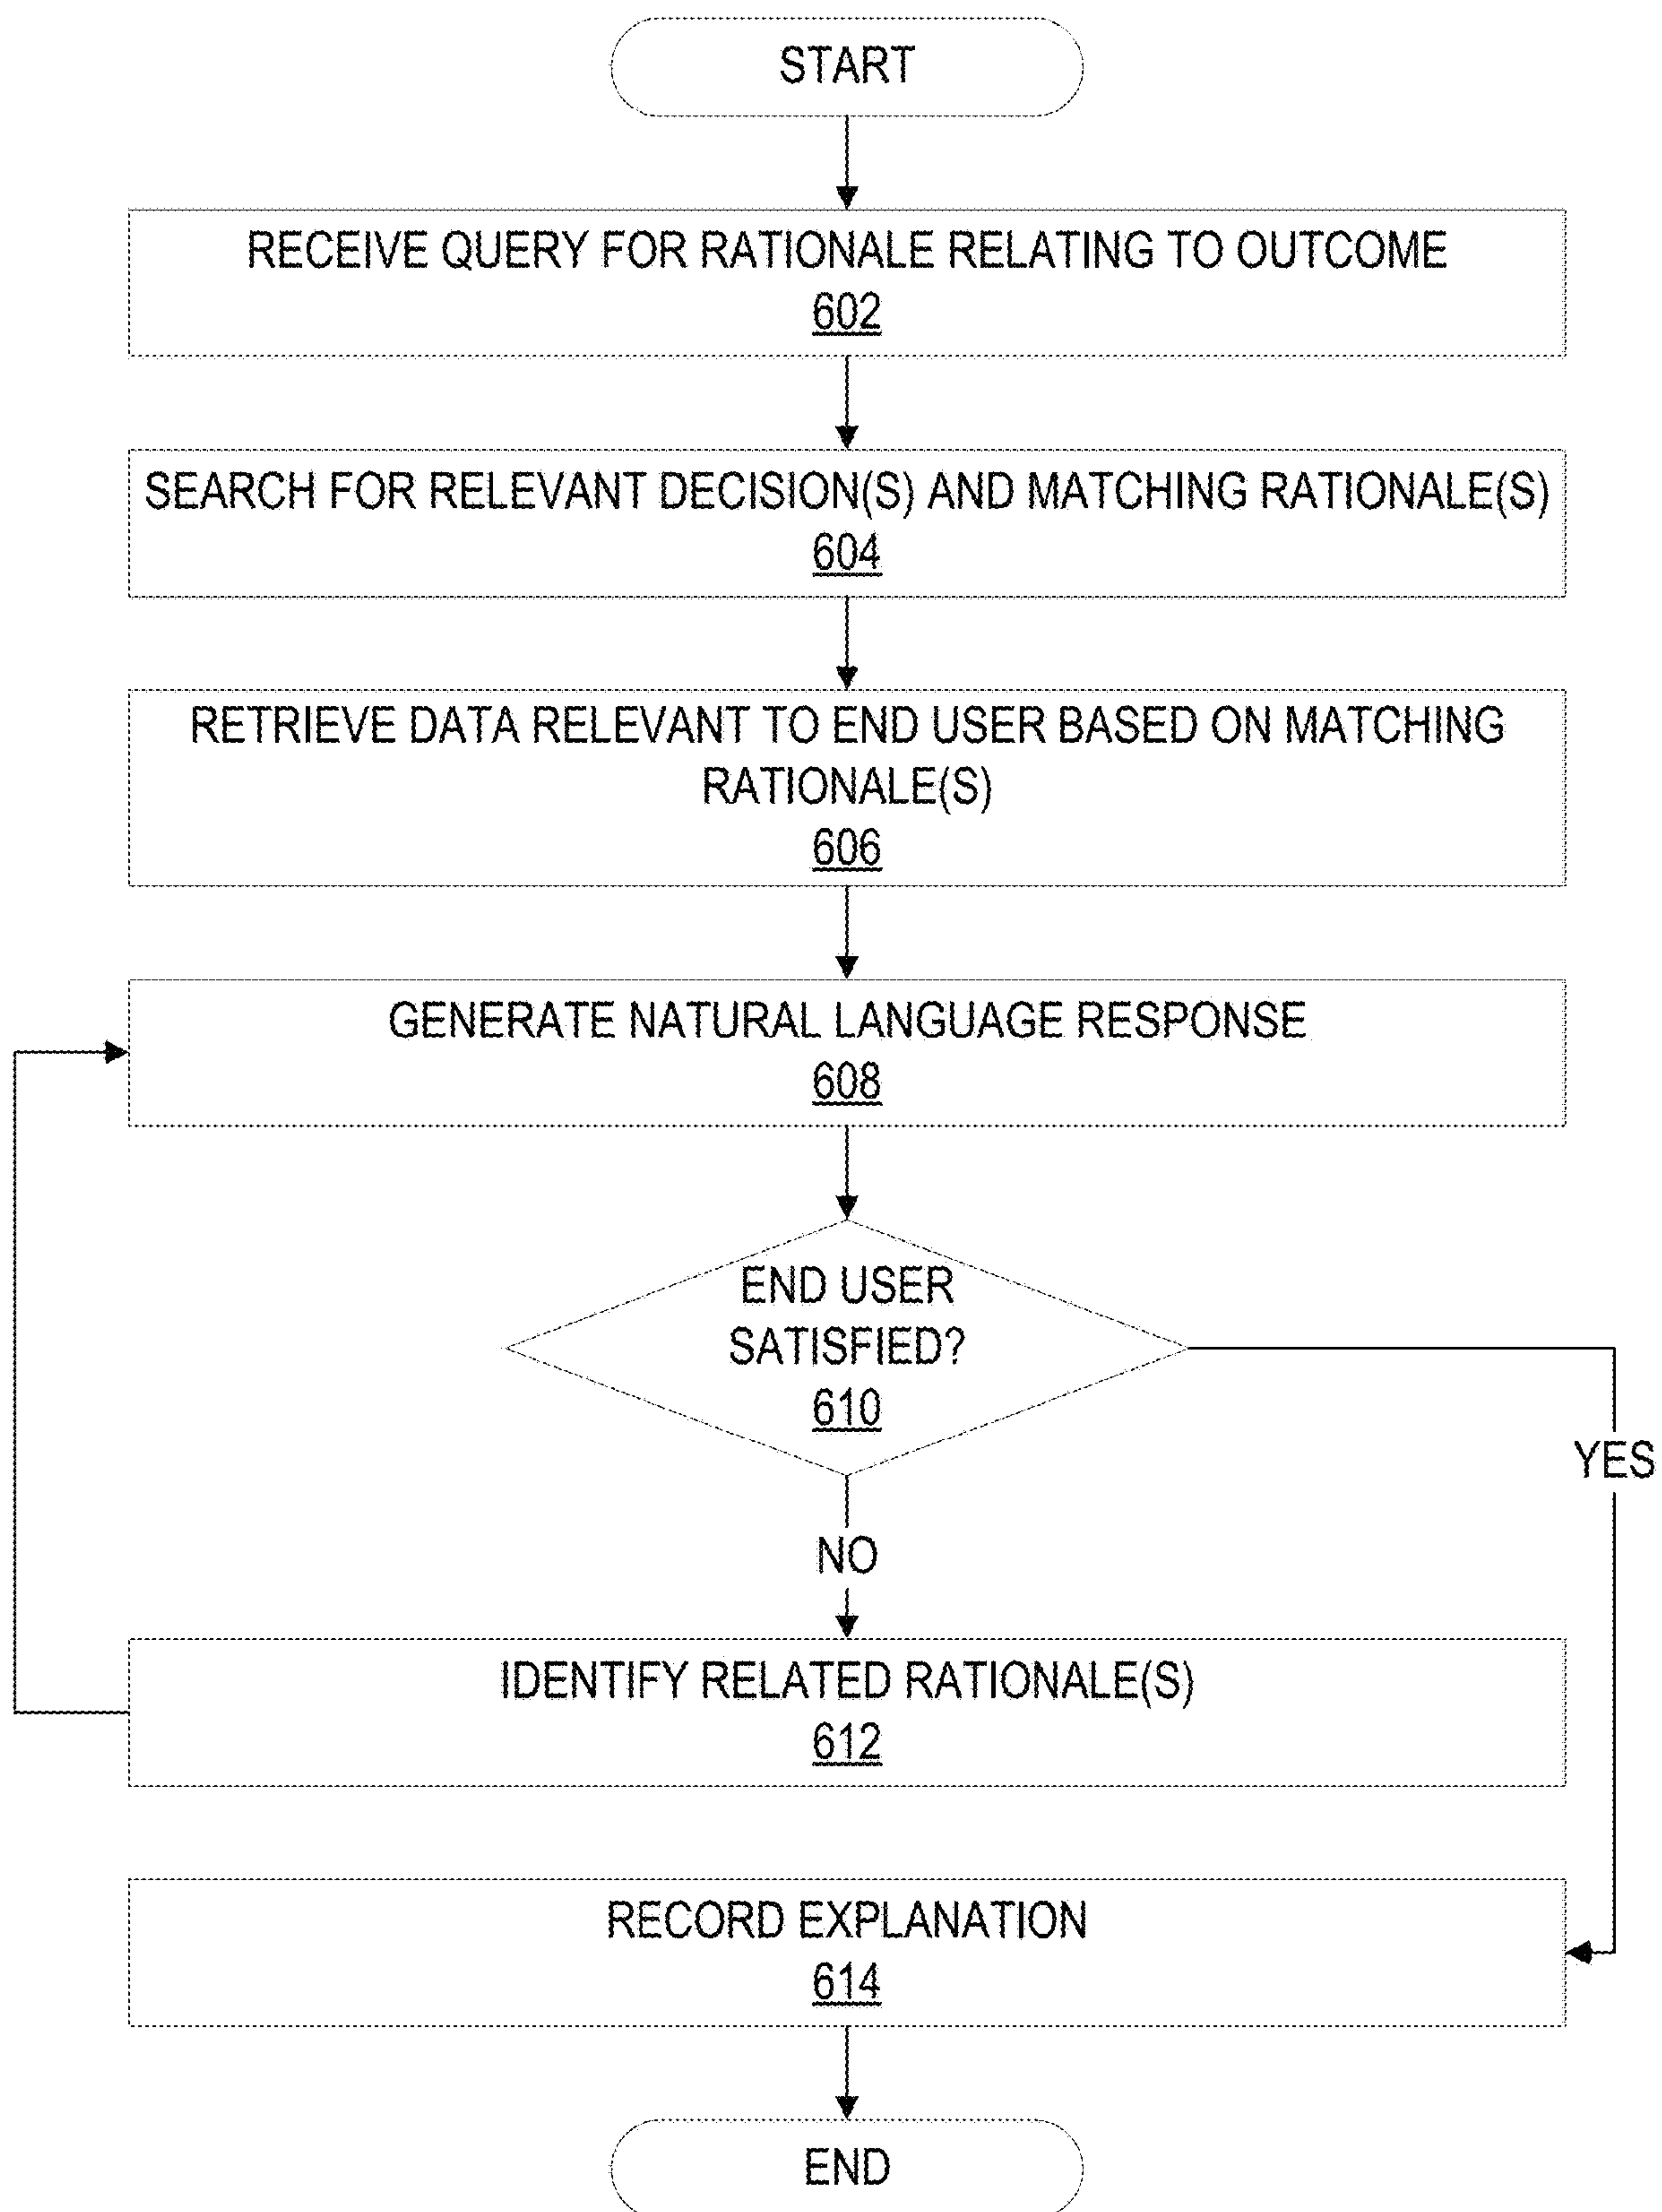 START
RECEIVE QUERY FOR RATIONALE RELATING TO OUTCOME
602
SEARCH FOR RELEVANT DECISION(S) AND MATCHING RATIONALE(S)
604
RETRIEVE DATA RELEVANT TO END USER BASED ON MATCHING
RATIONALE(S)
606
GENERATE NATURAL LANGUAGE RESPONSE
608
END USER
SATISFIED?
610
YES
NO
IDENTIFY RELATED RATIONALE(S)
612
RECORD EXPLANATION
614
END